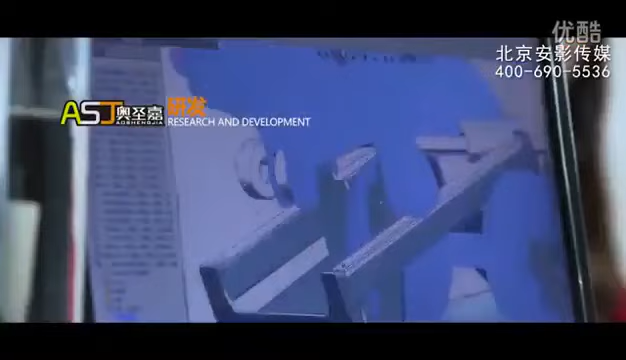 优酷
北京安影传媒
400-690-5536
ASJ奥圣嘉
AOSHENGJIA
研发
RESEARCH AND DEVELOPMENT